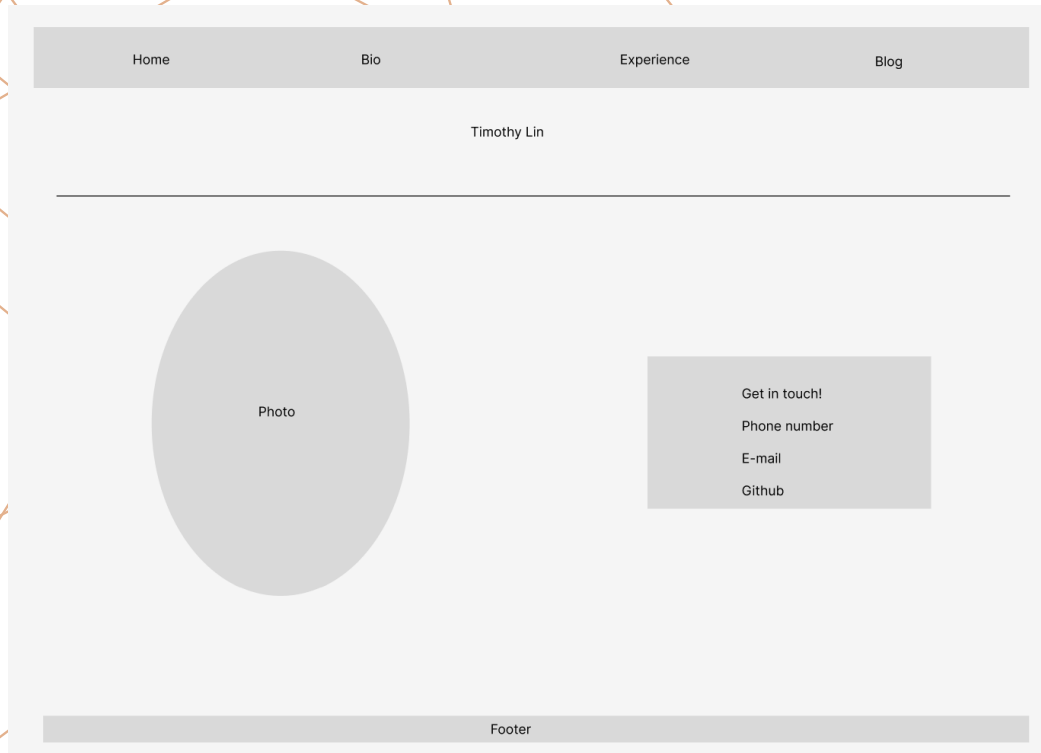 Home Bio Experience Blog
Timothy Lin
Photo
Get in touch!
Phone number
E-mail
Github
Footer